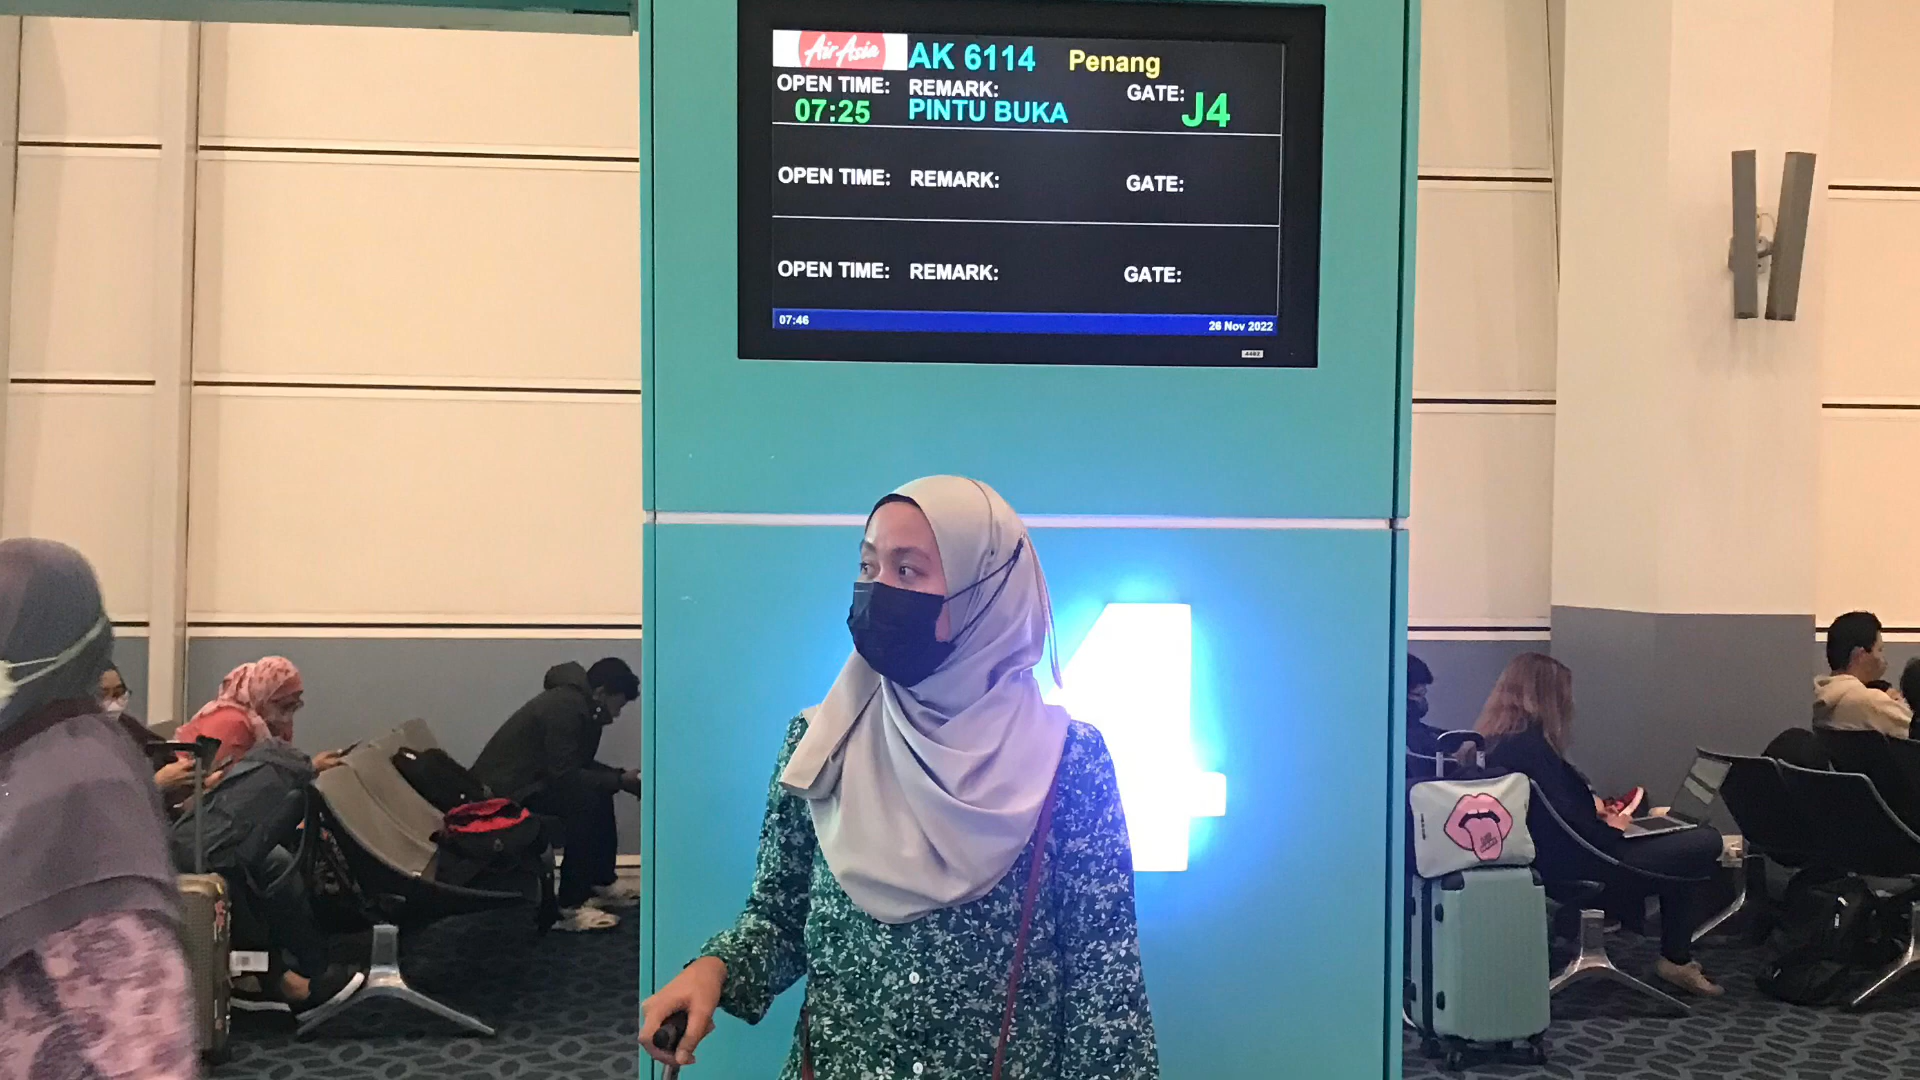 AirAsia AK 6114 Penang
OPEN TIME: REMARK: GATE:
07:25 PINTU BUKA J4
OPEN TIME: REMARK: GATE:
OPEN TIME: REMARK: GATE:
07:46 26 Nov 2022
4